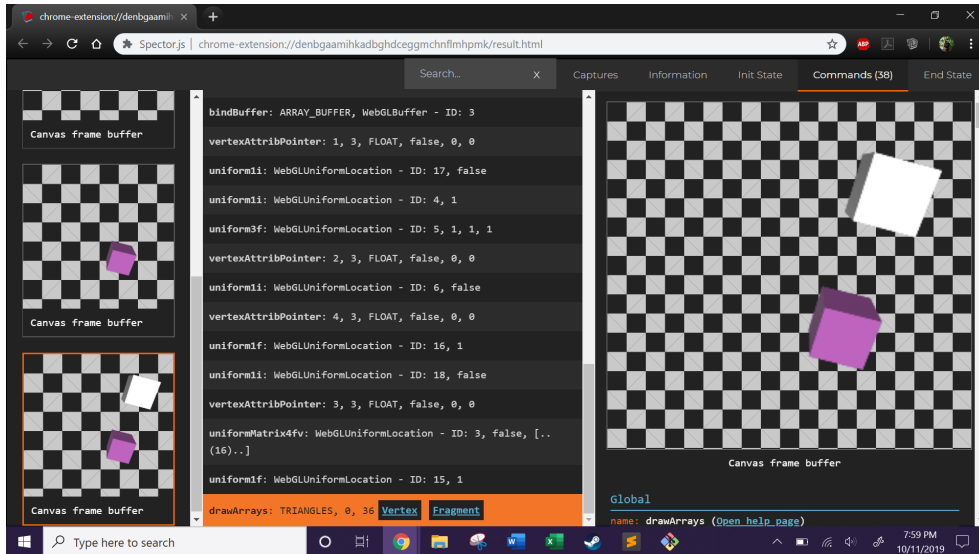 chrome-extension://denbgaamih
Spector.js | chrome-extension://denbgaamihkadbghdceggmchnflmhpmk/result.html
ABP
Search... X Captures Information Init State Commands (38) End State
Canvas frame buffer
Canvas frame buffer
Canvas frame buffer
bindBuffer: ARRAY_BUFFER, WebGLBuffer - ID: 3
vertexAttribPointer: 1, 3, FLOAT, false, 0, 0
uniform1i: WebGLUniformLocation - ID: 17, false
uniform1i: WebGLUniformLocation - ID: 4, 1
uniform3f: WebGLUniformLocation - ID: 5, 1, 1, 1
vertexAttribPointer: 2, 3, FLOAT, false, 0, 0
uniform1i: WebGLUniformLocation - ID: 6, false
vertexAttribPointer: 4, 3, FLOAT, false, 0, 0
uniform1f: WebGLUniformLocation - ID: 16, 1
uniform1i: WebGLUniformLocation - ID: 18, false
vertexAttribPointer: 3, 3, FLOAT, false, 0, 0
uniformMatrix4fv: WebGLUniformLocation - ID: 3, false, [..
(16)..]
uniform1f: WebGLUniformLocation - ID: 15, 1
drawArrays: TRIANGLES, 0, 36 Vertex Fragment
Canvas frame buffer
Global
name: drawArrays (Open help page)
Type here to search
7:59 PM
10/11/2019